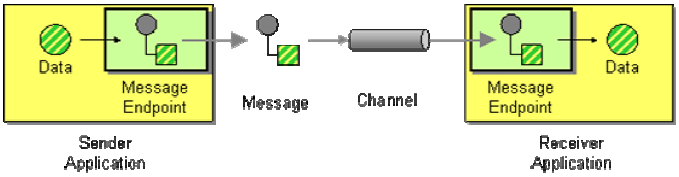 Data
Message
Endpoint
Sender
Application
Message
Channel
Message
Endpoint
Data
Receiver
Application